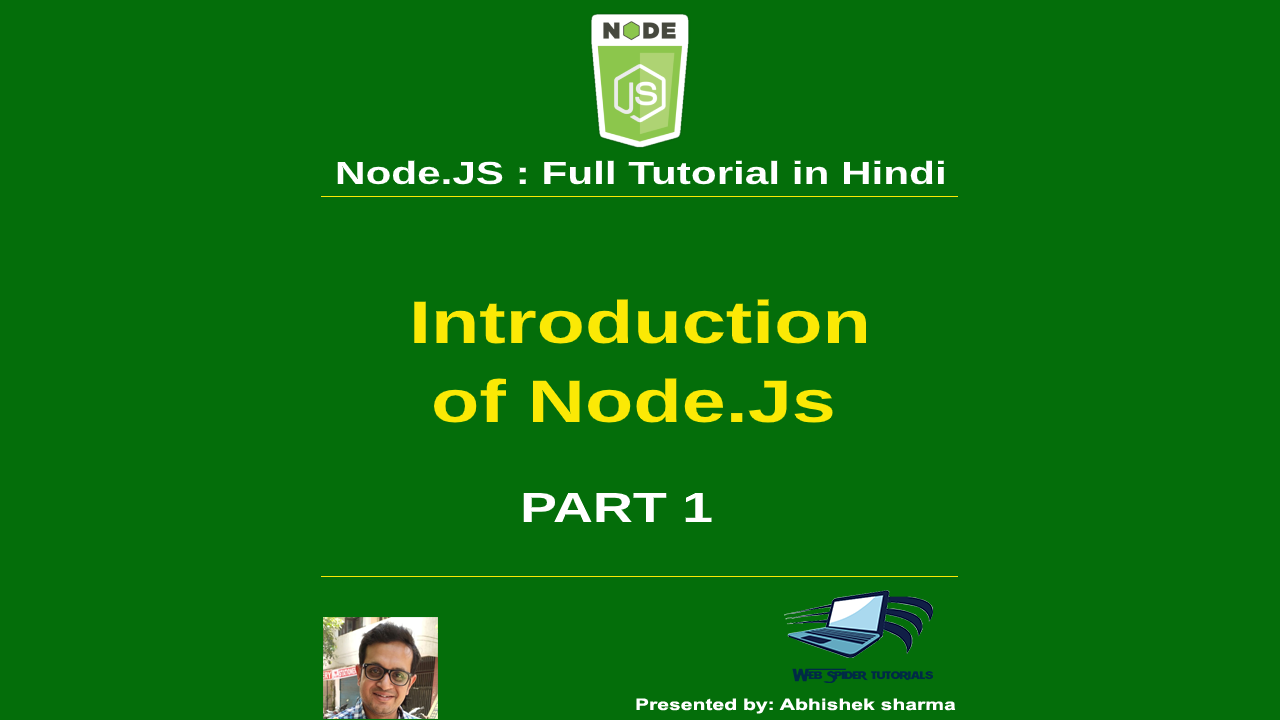 NODE
JS
Node.JS : Full Tutorial in Hindi
Introduction
of Node.Js
PART 1
WEB SPIDER TUTORIALS
Presented by: Abhishek sharma